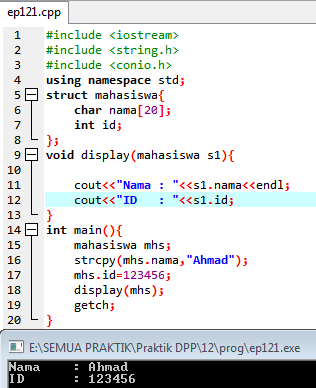 ep121.cpp
1 #include <iostream>
2 #include <string.h>
3 #include <conio.h>
4 using namespace std;
5 struct mahasiswa{
6 char nama[20];
7 int id;
8 };
9 void display(mahasiswa s1){
10
11 cout<<"Nama : "<<s1.nama<<endl;
12 cout<<"ID   : "<<s1.id;
13 }
14 int main(){
15 mahasiswa mhs;
16 strcpy(mhs.nama,"Ahmad");
17 mhs.id=123456;
18 display(mhs);
19 getch;
20 }
E:\SEMUA PRAKTIK\Praktik DPP\12\prog\ep121.exe
Nama : Ahmad
ID   : 123456